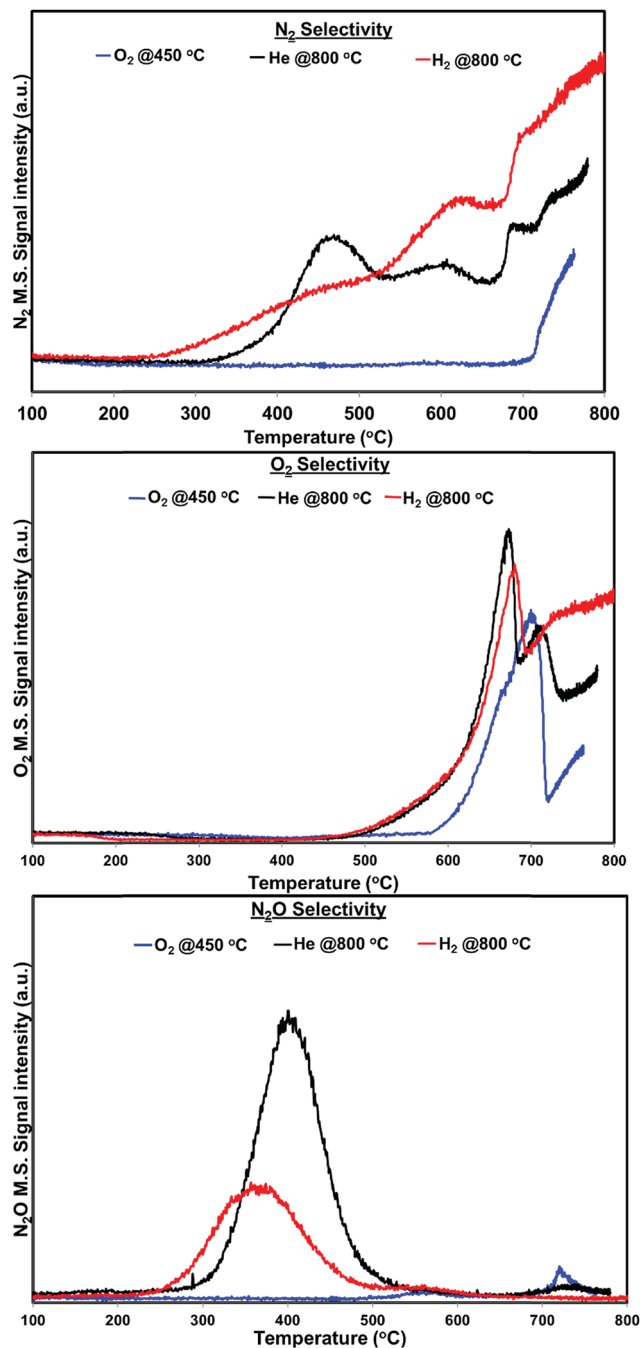 N2 Selectivity
O2 @450 °C He @800 °C H2 @800 °C
N2 M.S. Signal intensity (a.u.)
100 200 300 400 500 600 700 800
Temperature (°C)
O2 Selectivity
O2 @450 °C He @800 °C H2 @800 °C
O2 M.S. Signal intensity (a.u.)
100 200 300 400 500 600 700 800
Temperature (°C)
N2O Selectivity
O2 @450 °C He @800 °C H2 @800 °C
N2O M.S. Signal intensity (a.u.)
100 200 300 400 500 600 700 800
Temperature (°C)